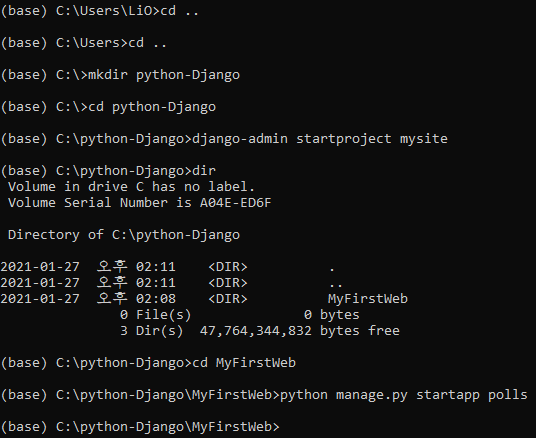 (base) C:\Users\LiO>cd ..
(base) C:\Users>cd ..
(base) C:\>mkdir python-Django
(base) C:\>cd python-Django
(base) C:\python-Django>django-admin startproject mysite
(base) C:\python-Django>dir
Volume in drive C has no label.
Volume Serial Number is A04E-ED6F
Directory of C:\python-Django
2021-01-27 오후 02:11 <DIR> .
2021-01-27 오후 02:11 <DIR> ..
2021-01-27 오후 02:08 <DIR> MyFirstWeb
0 File(s) 0 bytes
3 Dir(s) 47,764,344,832 bytes free
(base) C:\python-Django>cd MyFirstWeb
(base) C:\python-Django\MyFirstWeb>python manage.py startapp polls
(base) C:\python-Django\MyFirstWeb>